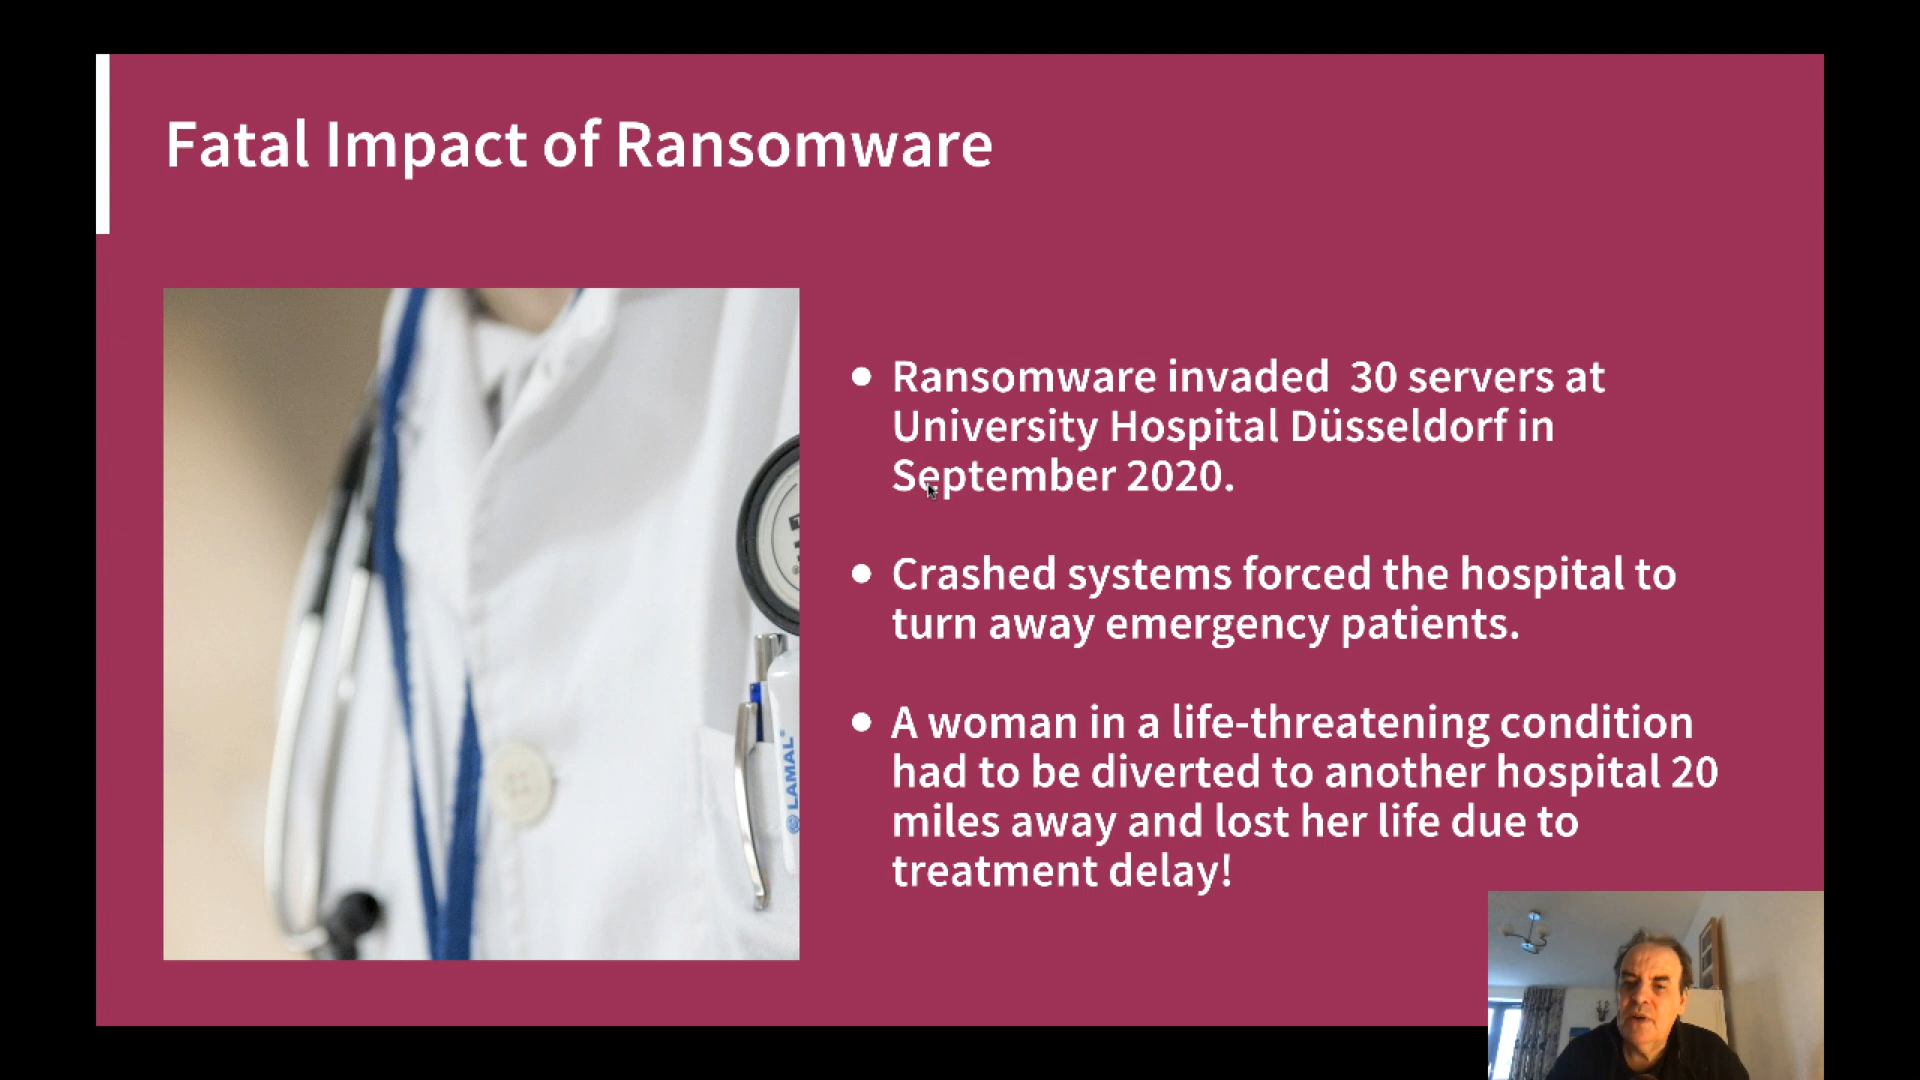 Fatal Impact of Ransomware
● Ransomware invaded  30 servers at
University Hospital Düsseldorf in
September 2020.
● Crashed systems forced the hospital to
turn away emergency patients.
● A woman in a life-threatening condition
had to be diverted to another hospital 20
miles away and lost her life due to
treatment delay!
LAMAL